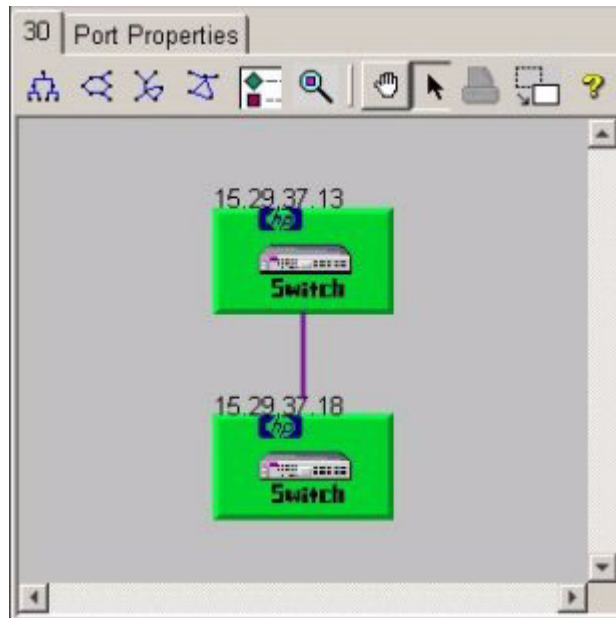 30 Port Properties
?
15.29.37.13
hp
Switch
15.29.37.18
hp
Switch